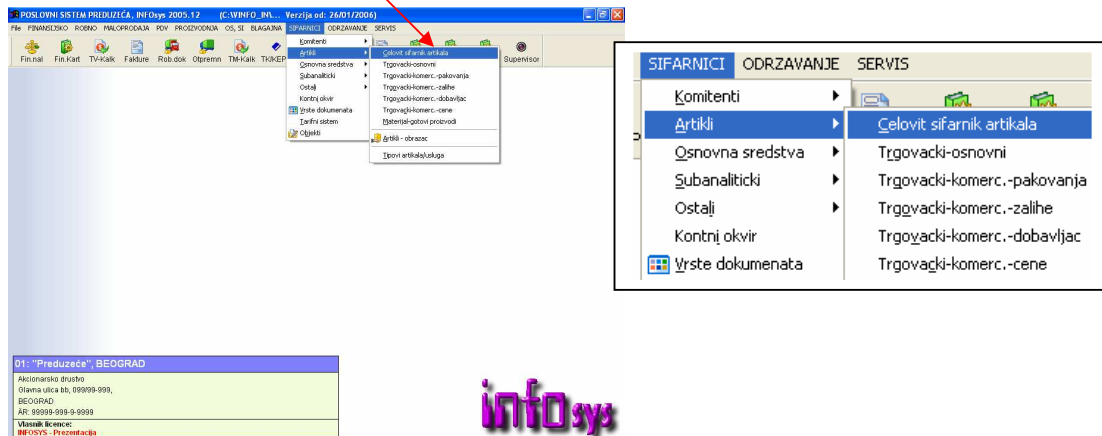 POSLOVNI SISTEM PREDUZEĆA, INFOsys 2005.12 (C:\VINFO_IN\... Verzija od: 26/01/2006)
File FINANSIJSKO ROBNO MALOPRODAJA PDV PROIZVODNJA OS, SI BLAGAJNA SIFARNICI ODRZAVANJE SERVIS
Fin.nal Fin.Kart TV-Kalk Fakture Rob.dok Otpremn TM-Kalk TK/KEP Supervisor
Komitenti
Artikli
Osnovna sredstva
Subanaliticki
Ostali
Kontni okvir
Vrste dokumenata
Tarifni sistem
Objekti
Celovit sifarnik artikala
Trgovacki-osnovni
Trgovacki-komerc.-pakovanja
Trgovacki-komerc.-zalihe
Trgovacki-komerc.-dobavljac
Trgovacki-komerc.-cene
Materijal-gotovi proizvodi
Artikli - obrazac
Tipovi artikala/usluga
SIFARNICI ODRZAVANJE SERVIS
Komitenti
Artikli
Osnovna sredstva
Subanaliticki
Ostali
Kontni okvir
Vrste dokumenata
Celovit sifarnik artikala
Trgovacki-osnovni
Trgovacki-komerc.-pakovanja
Trgovacki-komerc.-zalihe
Trgovacki-komerc.-dobavljac
Trgovacki-komerc.-cene
01: "Preduzeće", BEOGRAD
Akcionarsko drustvo
Glavna ulica bb, 099/99-999,
BEOGRAD
ÄR: 99999-999-9-9999
Vlasnik licence:
INFOSYS - Prezentacija
infosys